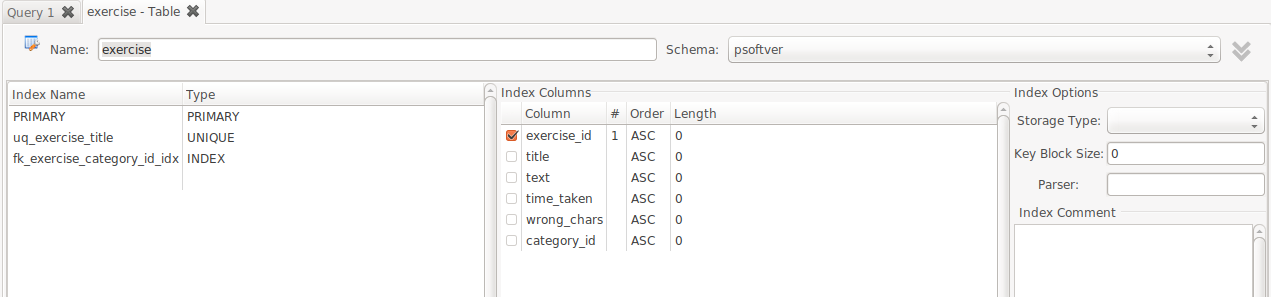 Query 1 exercise - Table
Name: exercise Schema: psoftver
Index Name Type
PRIMARY PRIMARY
uq_exercise_title UNIQUE
fk_exercise_category_id_idx INDEX
Index Columns
Column # Order Length
exercise_id 1 ASC 0
title ASC 0
text ASC 0
time_taken ASC 0
wrong_chars ASC 0
category_id ASC 0
Index Options
Storage Type:
Key Block Size: 0
Parser:
Index Comment